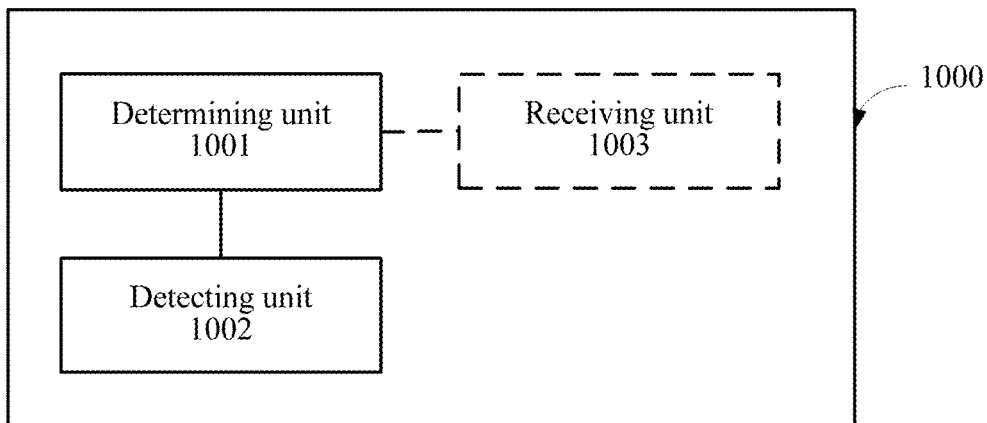 Determining unit
1001
Receiving unit
1003
1000
Detecting unit
1002